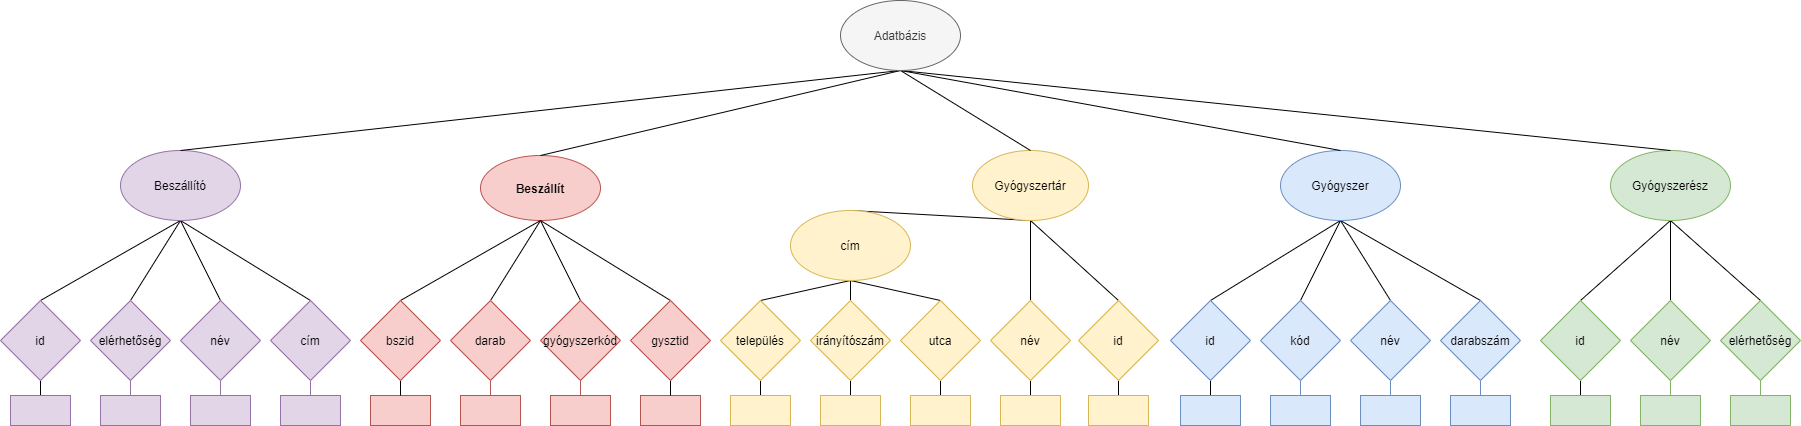 Adatbázis
Beszállító
Beszállít
Gyógyszertár
Gyógyszer
Gyógyszerész
cím
id
elérhetőség
név
cím
bszid
darab
gyógyszerkód
gysztid
település
irányítószám
utca
név
id
id
kód
név
darabszám
id
név
elérhetőség